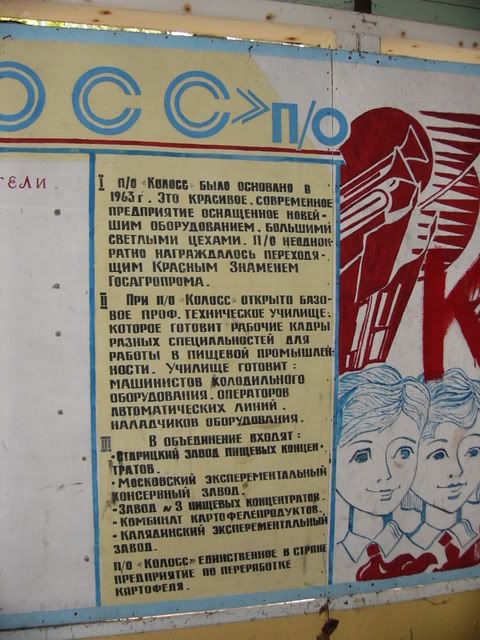 ОСС» п/о
тели
I п/о «Колосс» было основано в
1963г. Это красивое, современное
предприятие оснащенное новей-
шим оборудованием, большими
светлыми цехами. П/о неоднок-
ратно награждалось переходя-
щим Красным Знаменем
Госагропрома.
II При п/о «Колосс» открыто базо-
вое проф. техническое училище,
которое готовит рабочие кадры
разных специальностей для
работы в пищевой промышлен-
ности. Училище готовит:
машинистов холодильного
оборудования. операторов
автоматических линий.
наладчиков оборудования.
III В объединение входят:
- Старицкий завод пищевых концен-
тратов.
- Московский эксперементальный
консервный завод.
- Завод №3 пищевых концентратов.
- Комбинат картофелепродуктов.
- Калядинский эксперементальный
завод.
п/о «Колосс» единственное в стране
предприятие по переработке
картофеля.
К